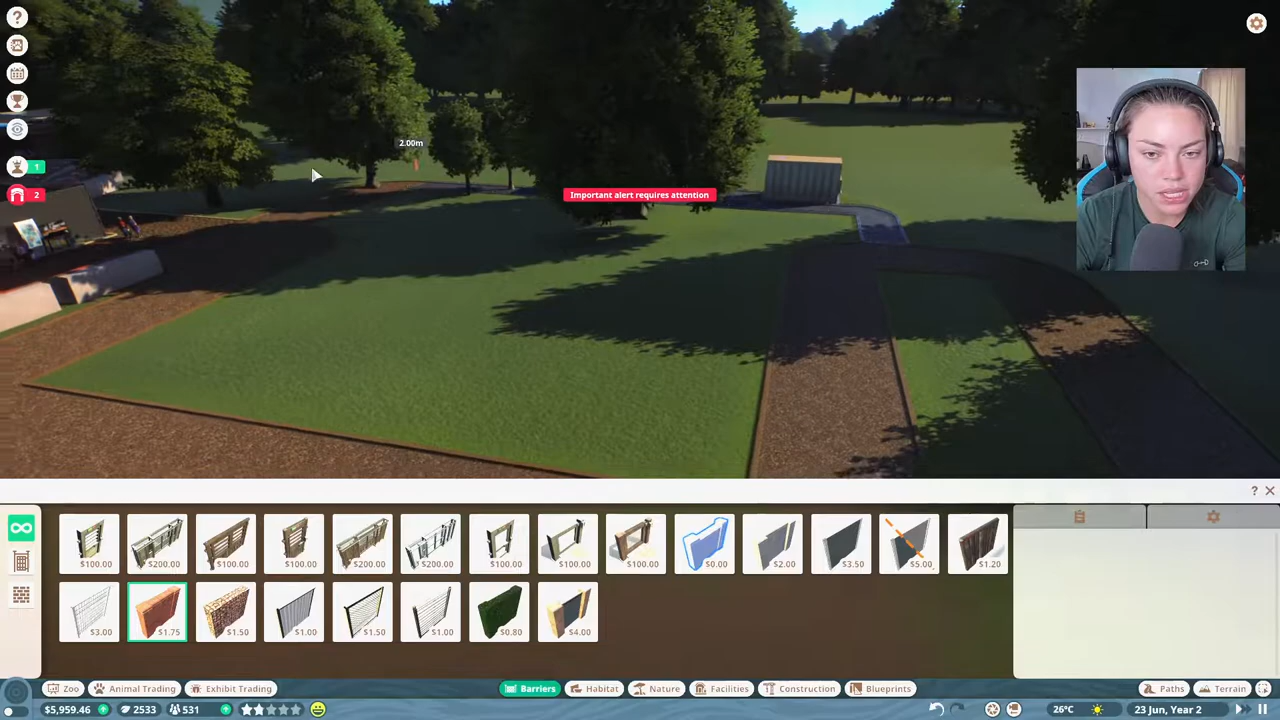 ?
1
2
2.00m
Important alert requires attention
? ×
$100.00 $200.00 $100.00 $100.00 $200.00 $200.00 $100.00 $100.00 $100.00 $0.00 $2.00 $3.50 $5.00 $1.20
$3.00 $1.75 $1.50 $1.00 $1.50 $1.00 $0.80 $4.00
Zoo Animal Trading Exhibit Trading Barriers Habitat Nature Facilities Construction Blueprints Paths Terrain
$5,959.46 2533 531 26°C 23 Jun, Year 2